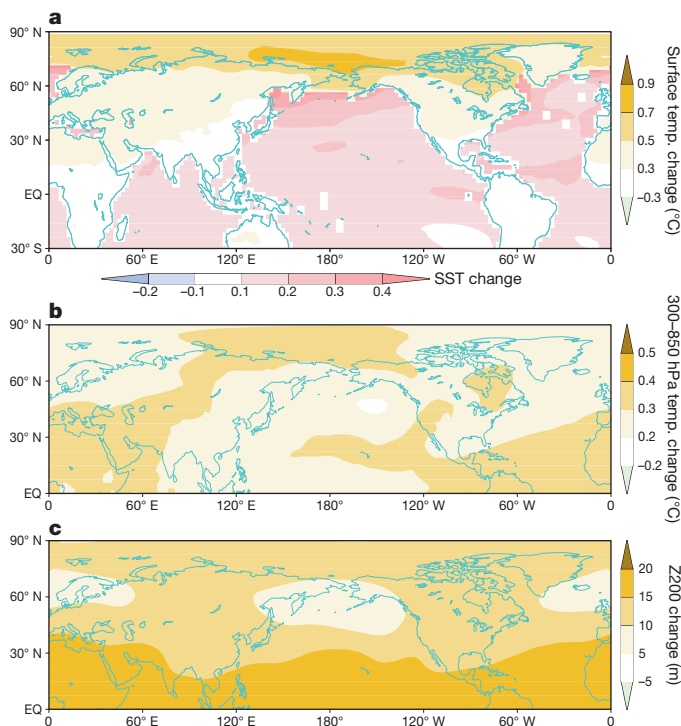 a
90° N
60° N
30° N
EQ
30° S
0
60° E
120° E
180°
120° W
60° W
0
0.9
0.7
0.5
0.3
–0.3
Surface temp. change (°C)
–0.2
–0.1
0.1
0.2
0.3
0.4
SST change
b
90° N
60° N
30° N
EQ
0
60° E
120° E
180°
120° W
60° W
0
0.5
0.4
0.3
0.2
–0.2
300–850 hPa temp. change (°C)
c
90° N
60° N
30° N
EQ
0
60° E
120° E
180°
120° W
60° W
0
20
15
10
5
–5
Z200 change (m)